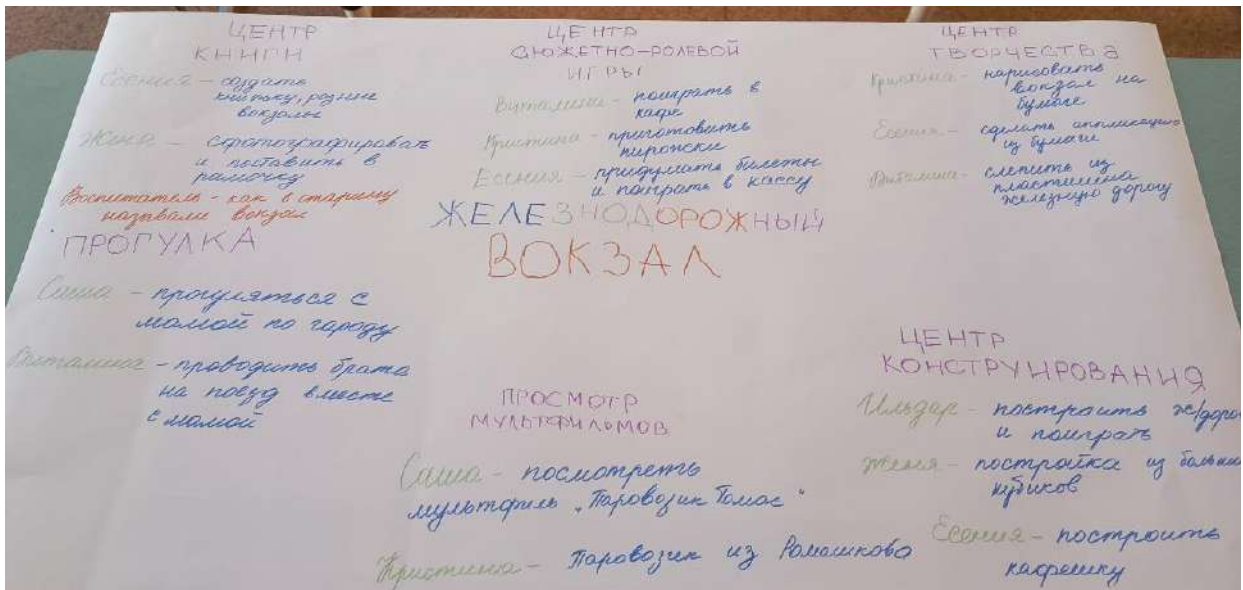 ЦЕНТР
КНИГИ
Есения - создать
книжку, разные
вокзалы
Женя - сфотографировать
и поставить в
рамочку
Воспитатель - как в старину
называли вокзал
ЦЕНТР
СЮЖЕТНО-РОЛЕВОЙ
ИГРЫ
Виталина - поиграть в
кафе
Кристина - приготовить
пирожки
Есения - придумать билеты
и поиграть в кассу
ЦЕНТР
ТВОРЧЕСТВА
Кристина - нарисовать
вокзал на
бумаге
Есения - сделать аппликацию
из бумаги
Виталина - слепить из
пластилина
железную дорогу
ЖЕЛЕЗНОДОРОЖНЫЙ
ВОКЗАЛ
ПРОГУЛКА
Саша - прогуляться с
мамой по городу
Виталина - проводить брата
на поезд вместе
с мамой
ПРОСМОТР
МУЛЬТФИЛЬМОВ
Саша - посмотреть
мультфиль „Паровозик Томас"
Кристина - Паровозик из Ромашково
ЦЕНТР
КОНСТРУИРОВАНИЯ
Ильдар - построить ж/доро
и поиграть
Женя - постройка из
кубиков
Есения - построить
кафешку